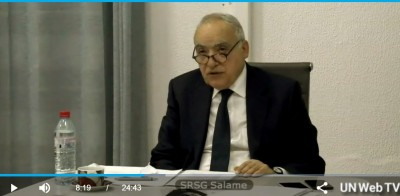 SRSG Salame
8:19 / 24:43
UN Web TV